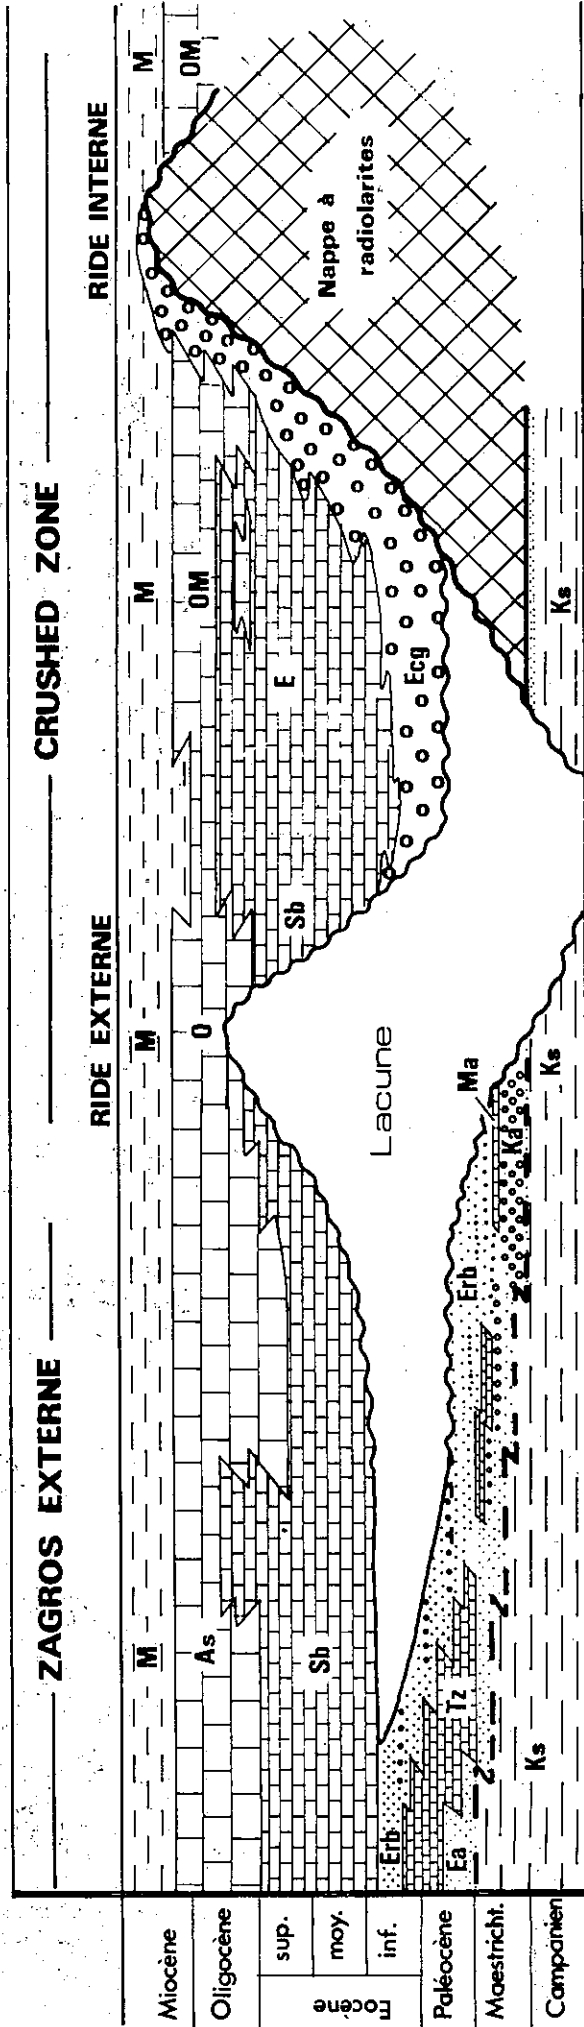 ZAGROS EXTERNE
CRUSHED ZONE
RIDE EXTERNE
RIDE INTERNE
Miocène
Oligocène
Eocène
sup.
moy.
inf.
Paléocène
Maestricht.
Campanien
M
M
M
M
As
O
OM
OM
Sb
Sb
E
Ecg
Nappe à
radiolarites
Lacune
Erb
Erb
Ea
Tz
Ma
Ka
Ks
Ks
Ks